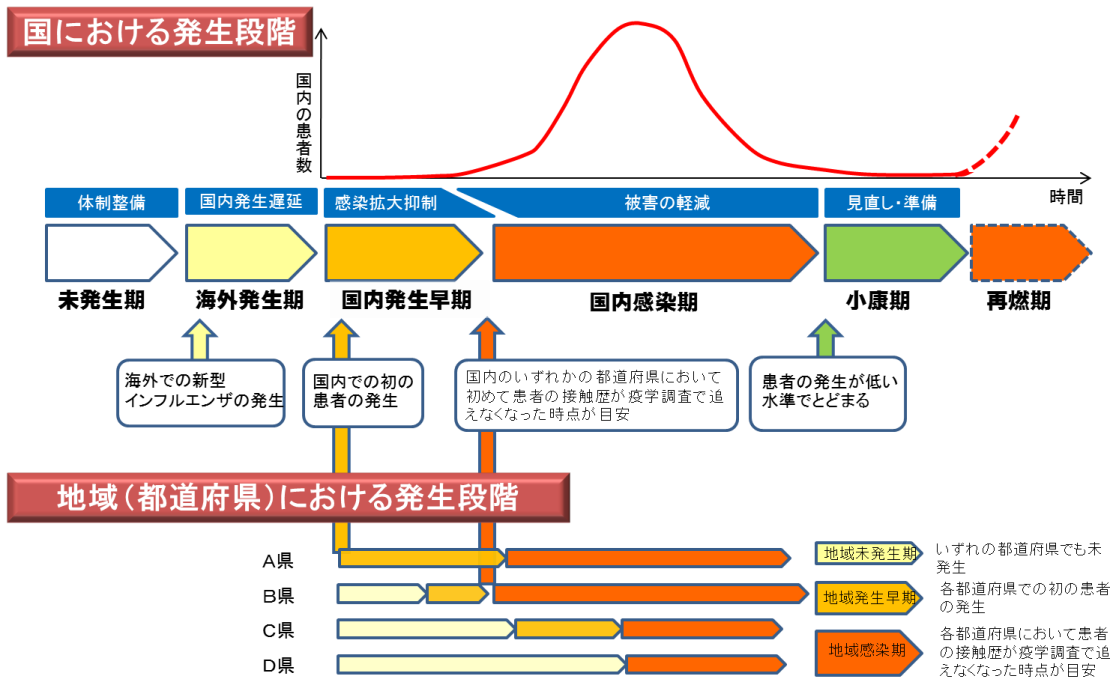 国における発生段階
国内の患者数
時間
体制整備
国内発生遅延
感染拡大抑制
被害の軽減
見直し・準備
未発生期
海外発生期
国内発生早期
国内感染期
小康期
再燃期
海外での新型
インフルエンザの発生
国内での初の
患者の発生
国内のいずれかの都道府県において
初めて患者の接触歴が疫学調査で追
えなくなった時点が目安
患者の発生が低い
水準でとどまる
地域(都道府県)における発生段階
A県
B県
C県
D県
地域未発生期
いずれの都道府県でも未
発生
地域発生早期
各都道府県での初の患者
の発生
地域感染期
各都道府県において患者
の接触歴が疫学調査で追
えなくなった時点が目安